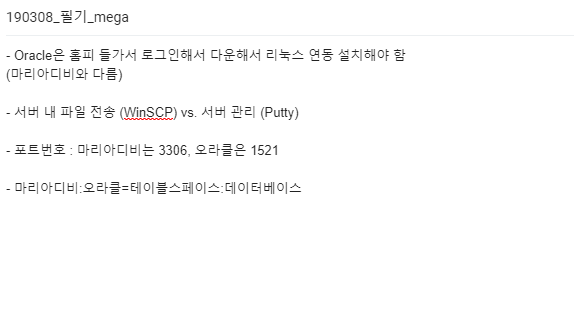 190308_필기_mega
- Oracle은 홈피 들가서 로그인해서 다운해서 리눅스 연동 설치해야 함
(마리아디비와 다름)
- 서버 내 파일 전송 (WinSCP) vs. 서버 관리 (Putty)
- 포트번호 : 마리아디비는 3306, 오라클은 1521
- 마리아디비:오라클=테이블스페이스:데이터베이스